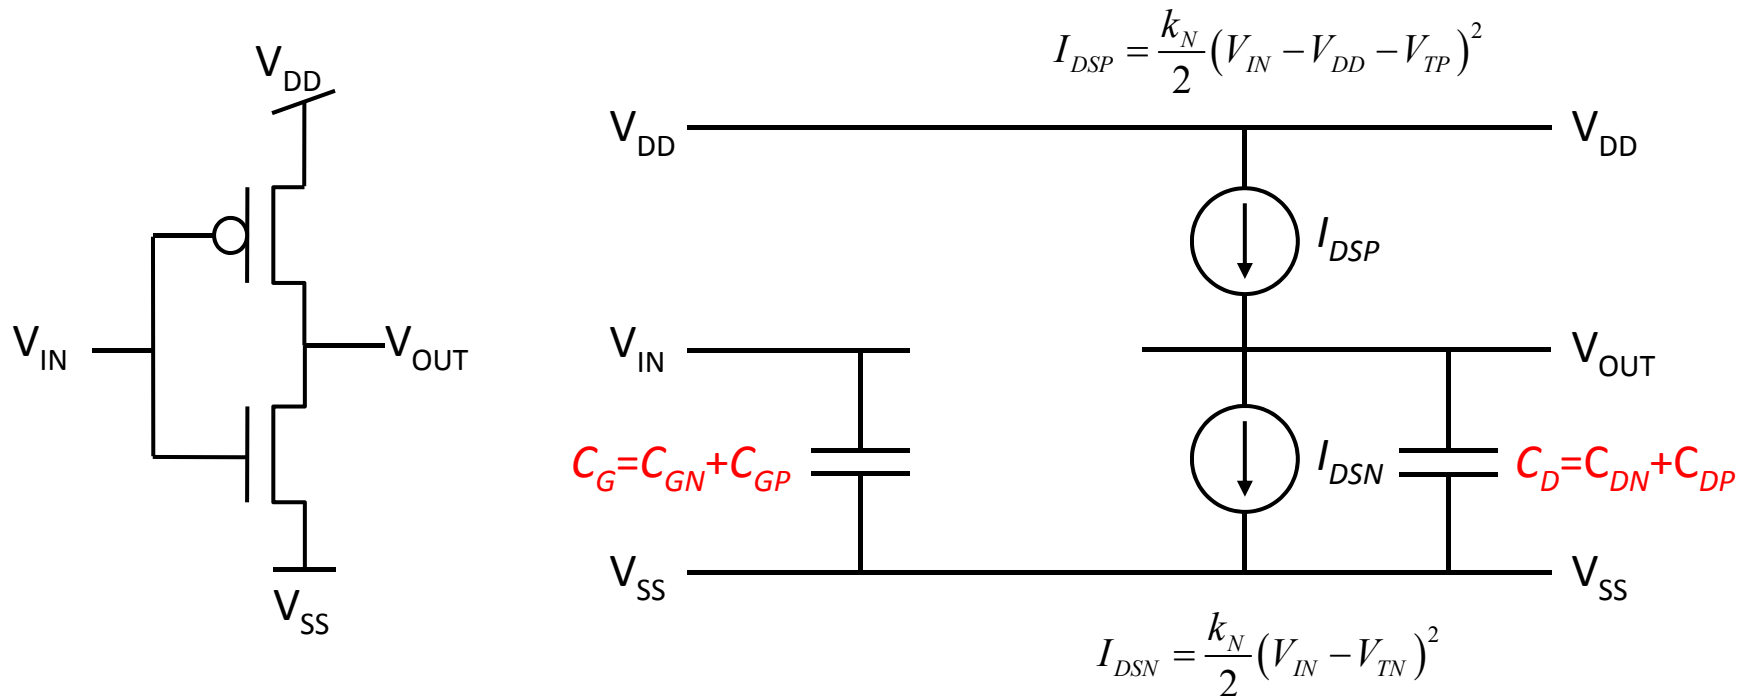 V_DD
V_IN
V_OUT
V_SS
I_DSP = k_N/2 (V_IN − V_DD − V_TP)^2
V_DD
V_DD
I_DSP
V_IN
V_OUT
C_G=C_GN+C_GP
I_DSN
C_D=C_DN+C_DP
V_SS
V_SS
I_DSN = k_N/2 (V_IN − V_TN)^2